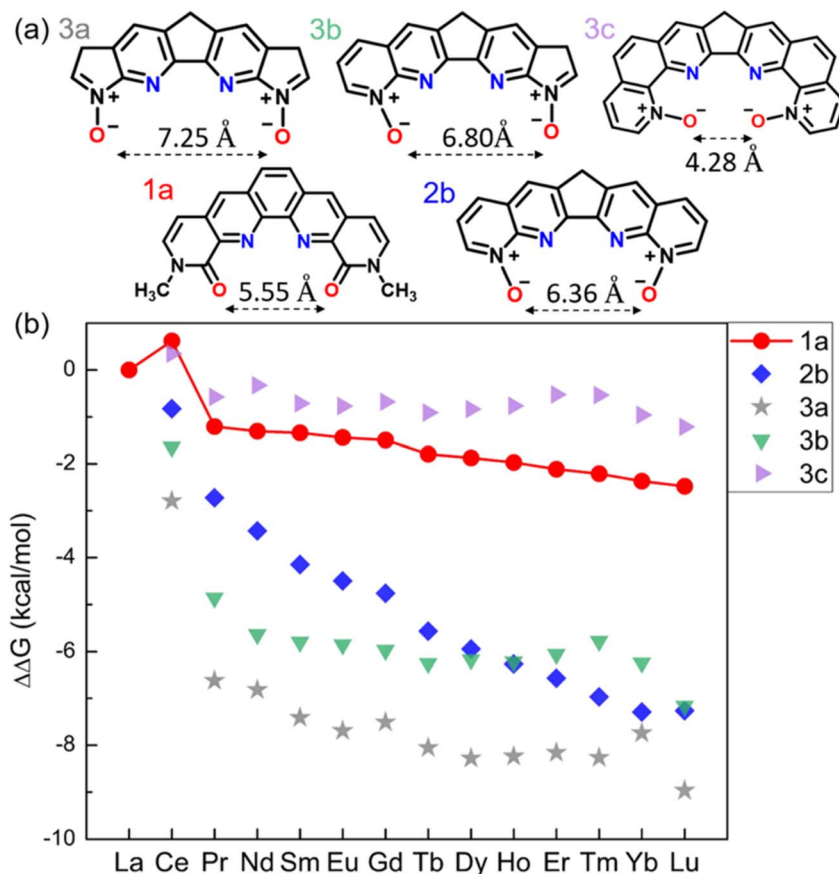 (a) 3a 3b 3c
N N N N N N
N+ +N N+ +N N+ +N
O− −O O− −O O− −O
7.25 Å 6.80Å 4.28 Å
1a 2b
N N N N
N N N+ +N
H₃C O O CH₃ O− −O
5.55 Å 6.36 Å
(b)
1a
2b
3a
3b
3c
0
-2
-4
-6
-8
-10
ΔΔG (kcal/mol)
La Ce Pr Nd Sm Eu Gd Tb Dy Ho Er Tm Yb Lu